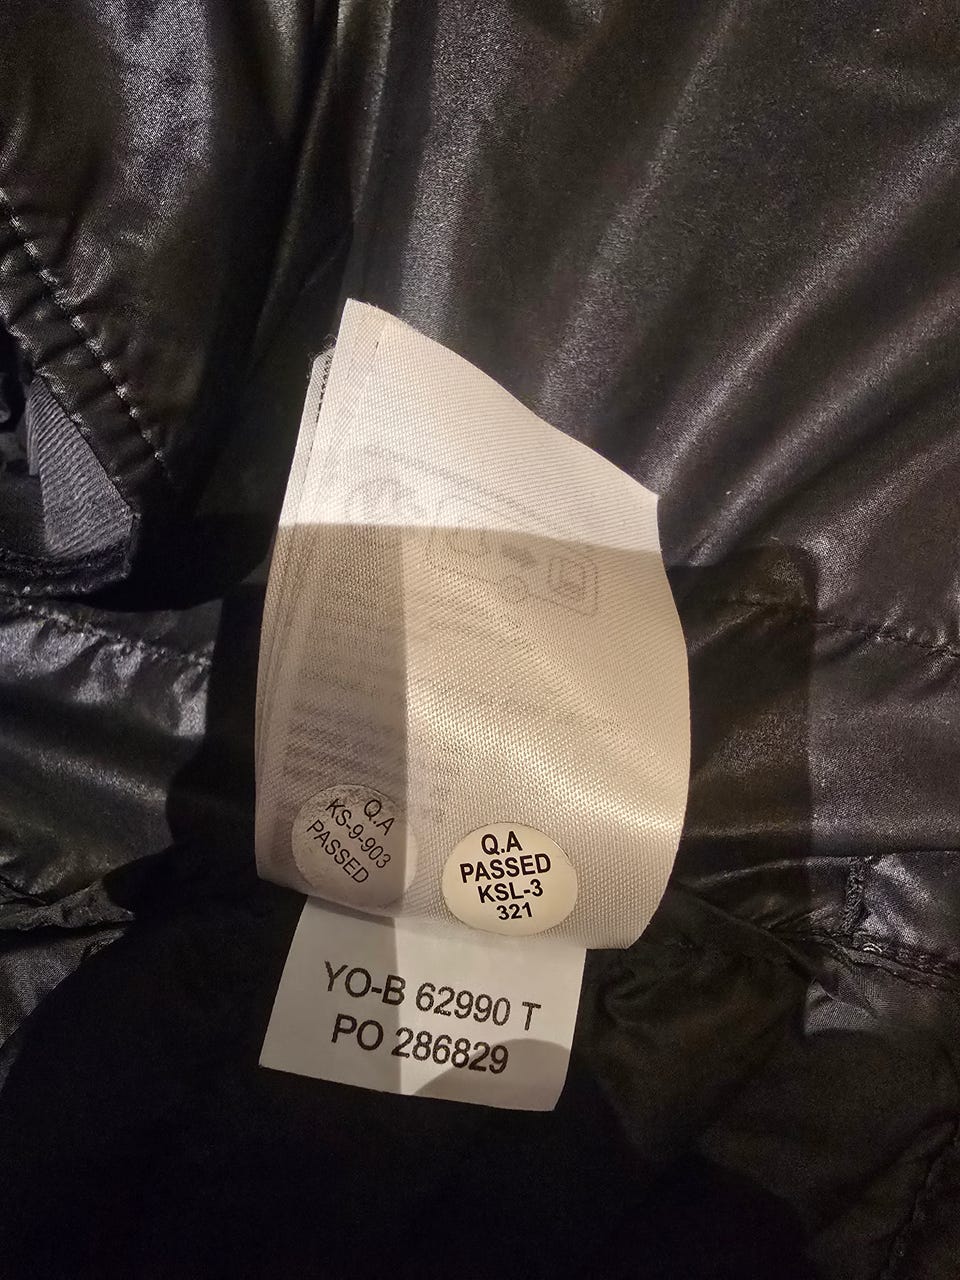 Q.A
KS-9-903
PASSED
Q.A
PASSED
KSL-3
321
YO-B 62990 T
PO 286829